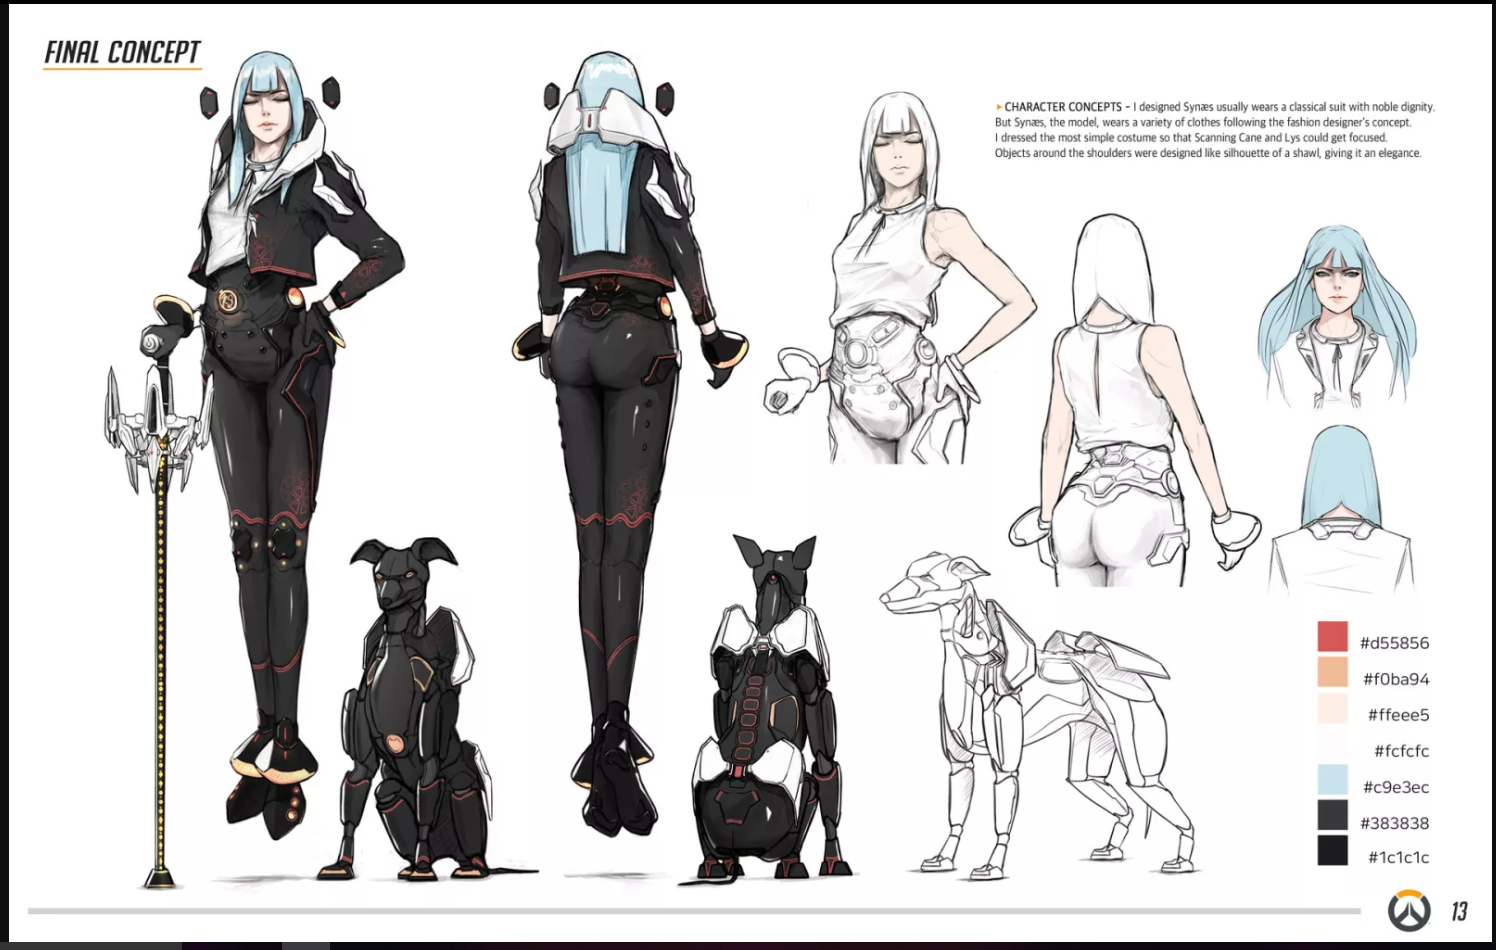 FINAL CONCEPT
▸ CHARACTER CONCEPTS - I designed Synæs usually wears a classical suit with noble dignity.
But Synæs, the model, wears a variety of clothes following the fashion designer's concept.
I dressed the most simple costume so that Scanning Cane and Lys could get focused.
Objects around the shoulders were designed like silhouette of a shawl, giving it an elegance.
#d55856
#f0ba94
#ffeee5
#fcfcfc
#c9e3ec
#383838
#1c1c1c
13